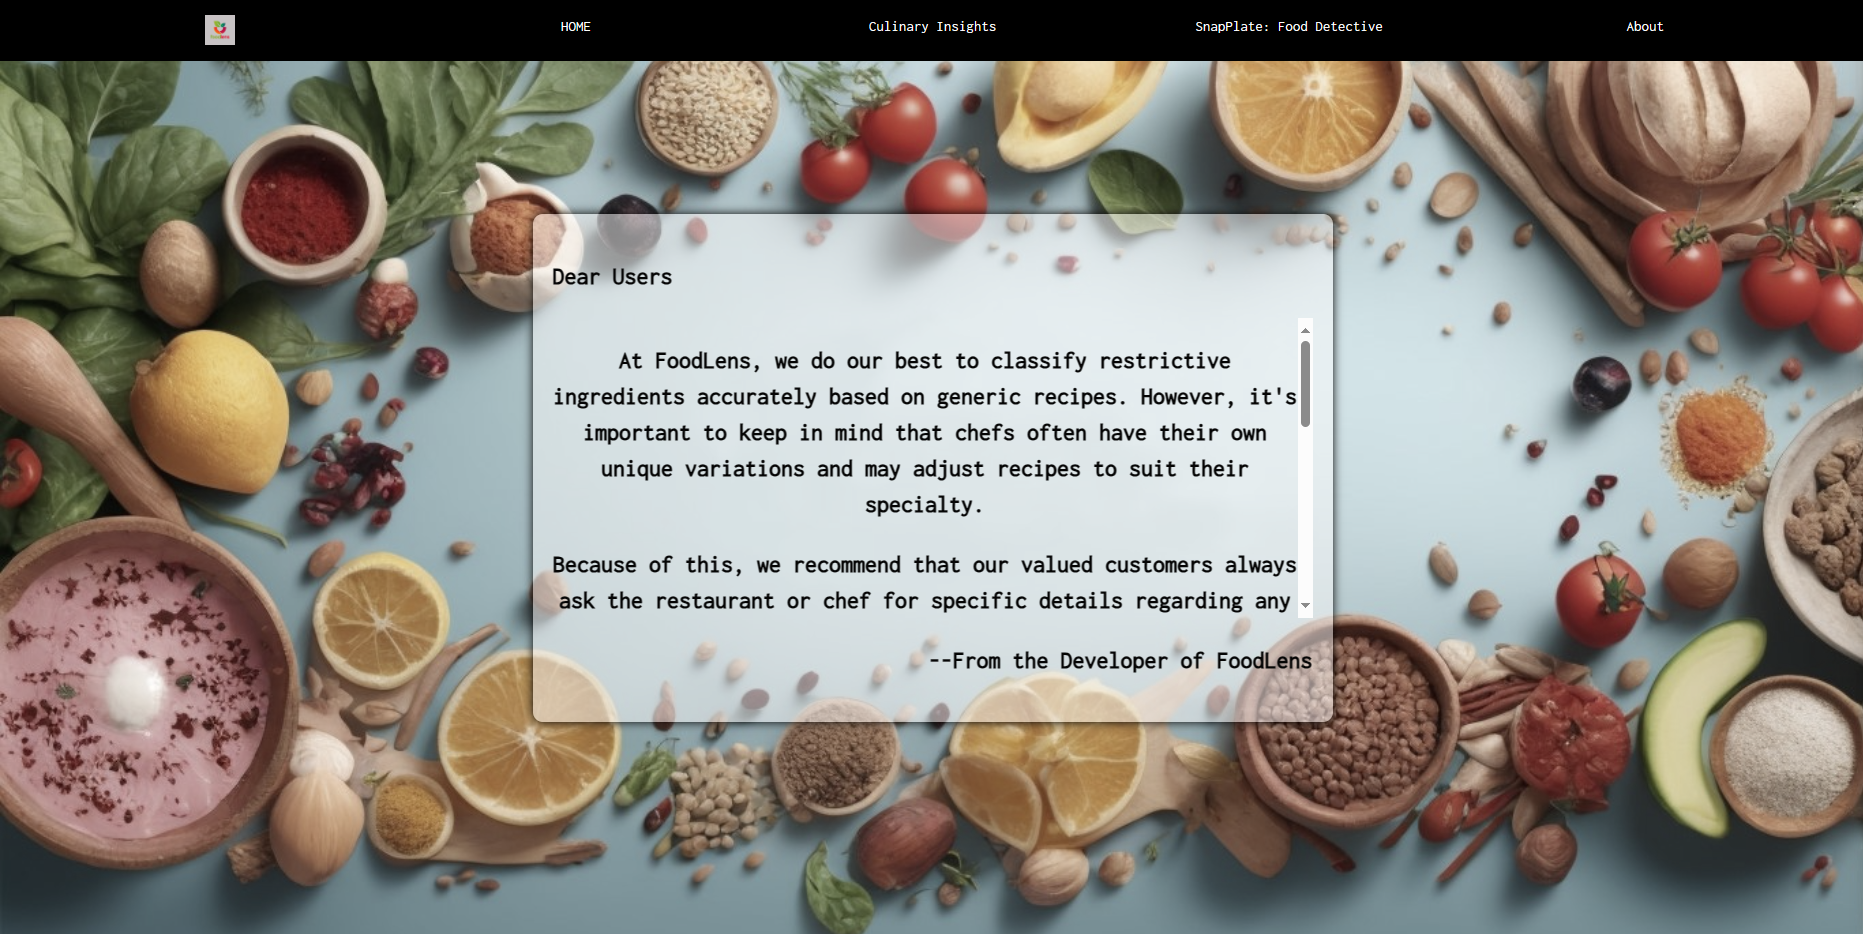 HOME
Culinary Insights
SnapPlate: Food Detective
About
Dear Users
At FoodLens, we do our best to classify restrictive
ingredients accurately based on generic recipes. However, it's
important to keep in mind that chefs often have their own
unique variations and may adjust recipes to suit their
specialty.
Because of this, we recommend that our valued customers always
ask the restaurant or chef for specific details regarding any
--From the Developer of FoodLens